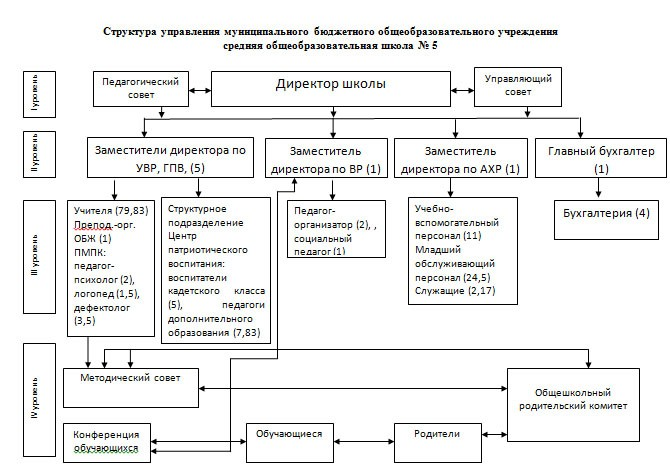 Структура управления муниципального бюджетного общеобразовательного учреждения
средняя общеобразовательная школа № 5
I уровень
Педагогический
совет
Директор школы
Управляющий
совет
II уровень
Заместители директора по
УВР, ГПВ, (5)
Заместитель
директора по ВР (1)
Заместитель
директора по АХР (1)
Главный бухгалтер
(1)
III уровень
Учителя (79,83)
Препод.-орг.
ОБЖ (1)
ПМПК:
педагог-
психолог (2),
логопед (1,5),
дефектолог
(3,5)
Структурное
подразделение
Центр
патриотического
воспитания:
воспитатели
кадетского класса
(5), педагоги
дополнительного
образования (7,83)
Педагог-
организатор (2), ,
социальный
педагог (1)
Учебно-
вспомогательный
персонал (11)
Младший
обслуживающий
персонал (24,5)
Служащие (2,17)
Бухгалтерия (4)
IV уровень
Методический совет
Общешкольный
родительский комитет
Конференция
обучающихся
Обучающиеся
Родители